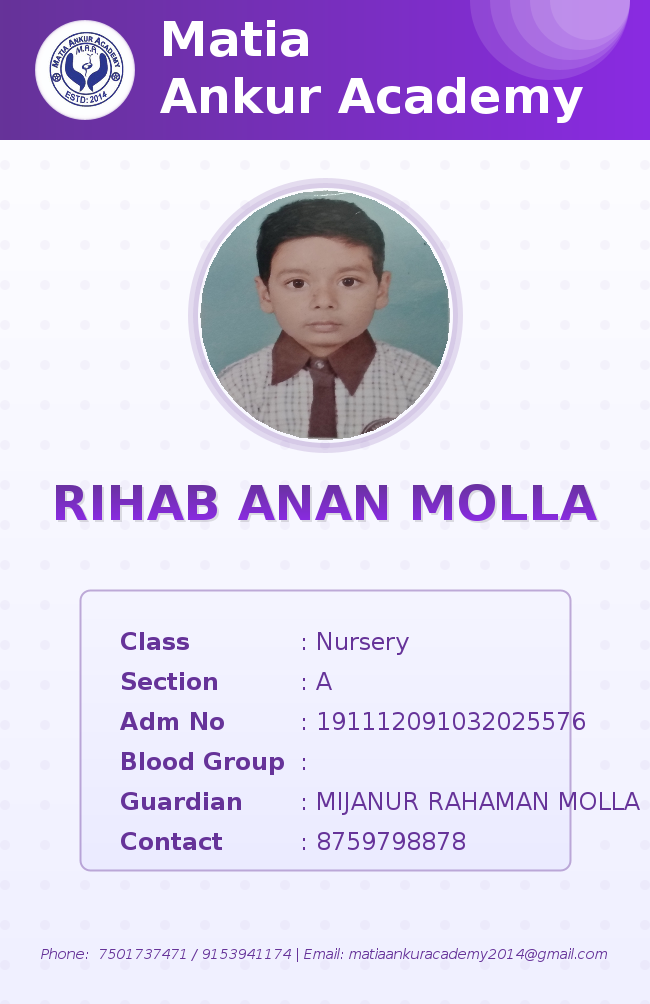 MATIA ANKUR ACADEMY
M.A.A
ESTD: 2014
Matia
Ankur Academy
RIHAB ANAN MOLLA
Class : Nursery
Section : A
Adm No : 191112091032025576
Blood Group :
Guardian : MIJANUR RAHAMAN MOLLA
Contact : 8759798878
Phone: 7501737471 / 9153941174 | Email: matiaankuracademy2014@gmail.com